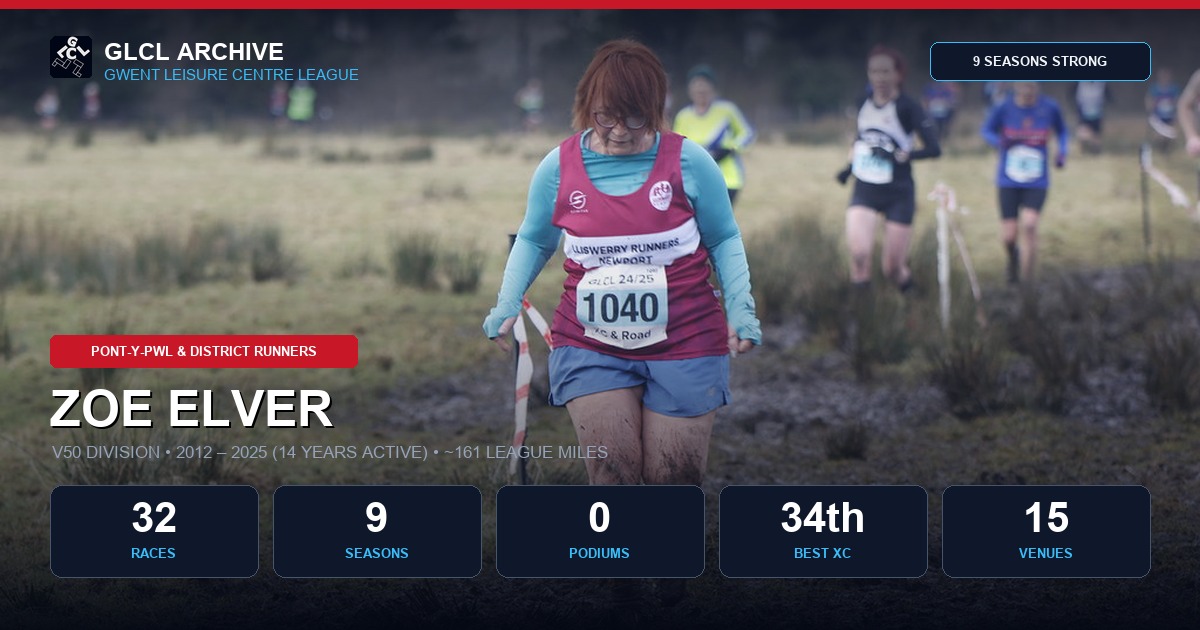 GLCL ARCHIVE
GWENT LEISURE CENTRE LEAGUE
9 SEASONS STRONG
LLISWERRY RUNNERS
NEWPORT
GLCL 24/25
1040
XC & Road
PONT-Y-PWL & DISTRICT RUNNERS
ZOE ELVER
V50 DIVISION • 2012 – 2025 (14 YEARS ACTIVE) • ~161 LEAGUE MILES
32
RACES
9
SEASONS
0
PODIUMS
34th
BEST XC
15
VENUES